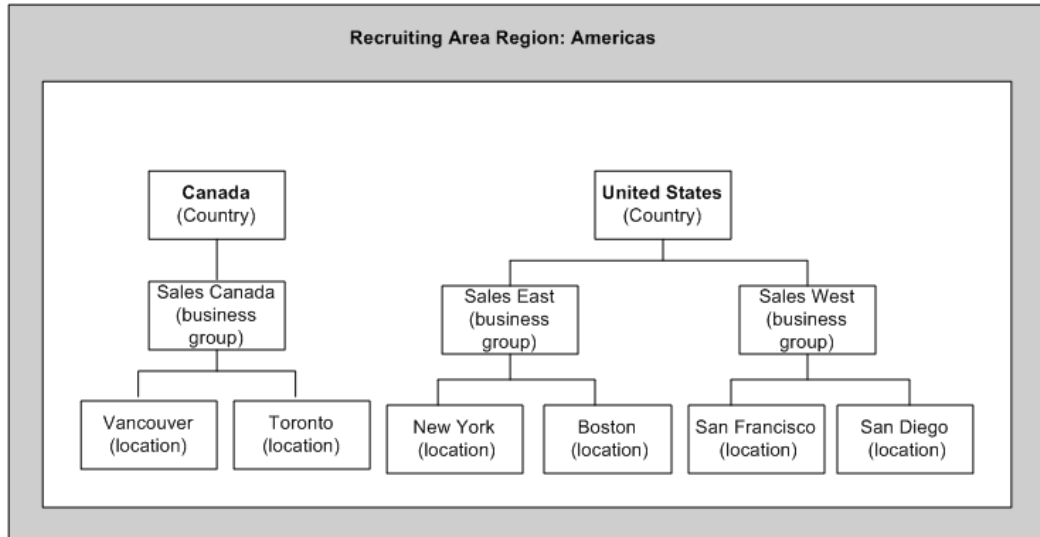 Recruiting Area Region: Americas
Canada
(Country)
United States
(Country)
Sales Canada
(business
group)
Sales East
(business
group)
Sales West
(business
group)
Vancouver
(location)
Toronto
(location)
New York
(location)
Boston
(location)
San Francisco
(location)
San Diego
(location)